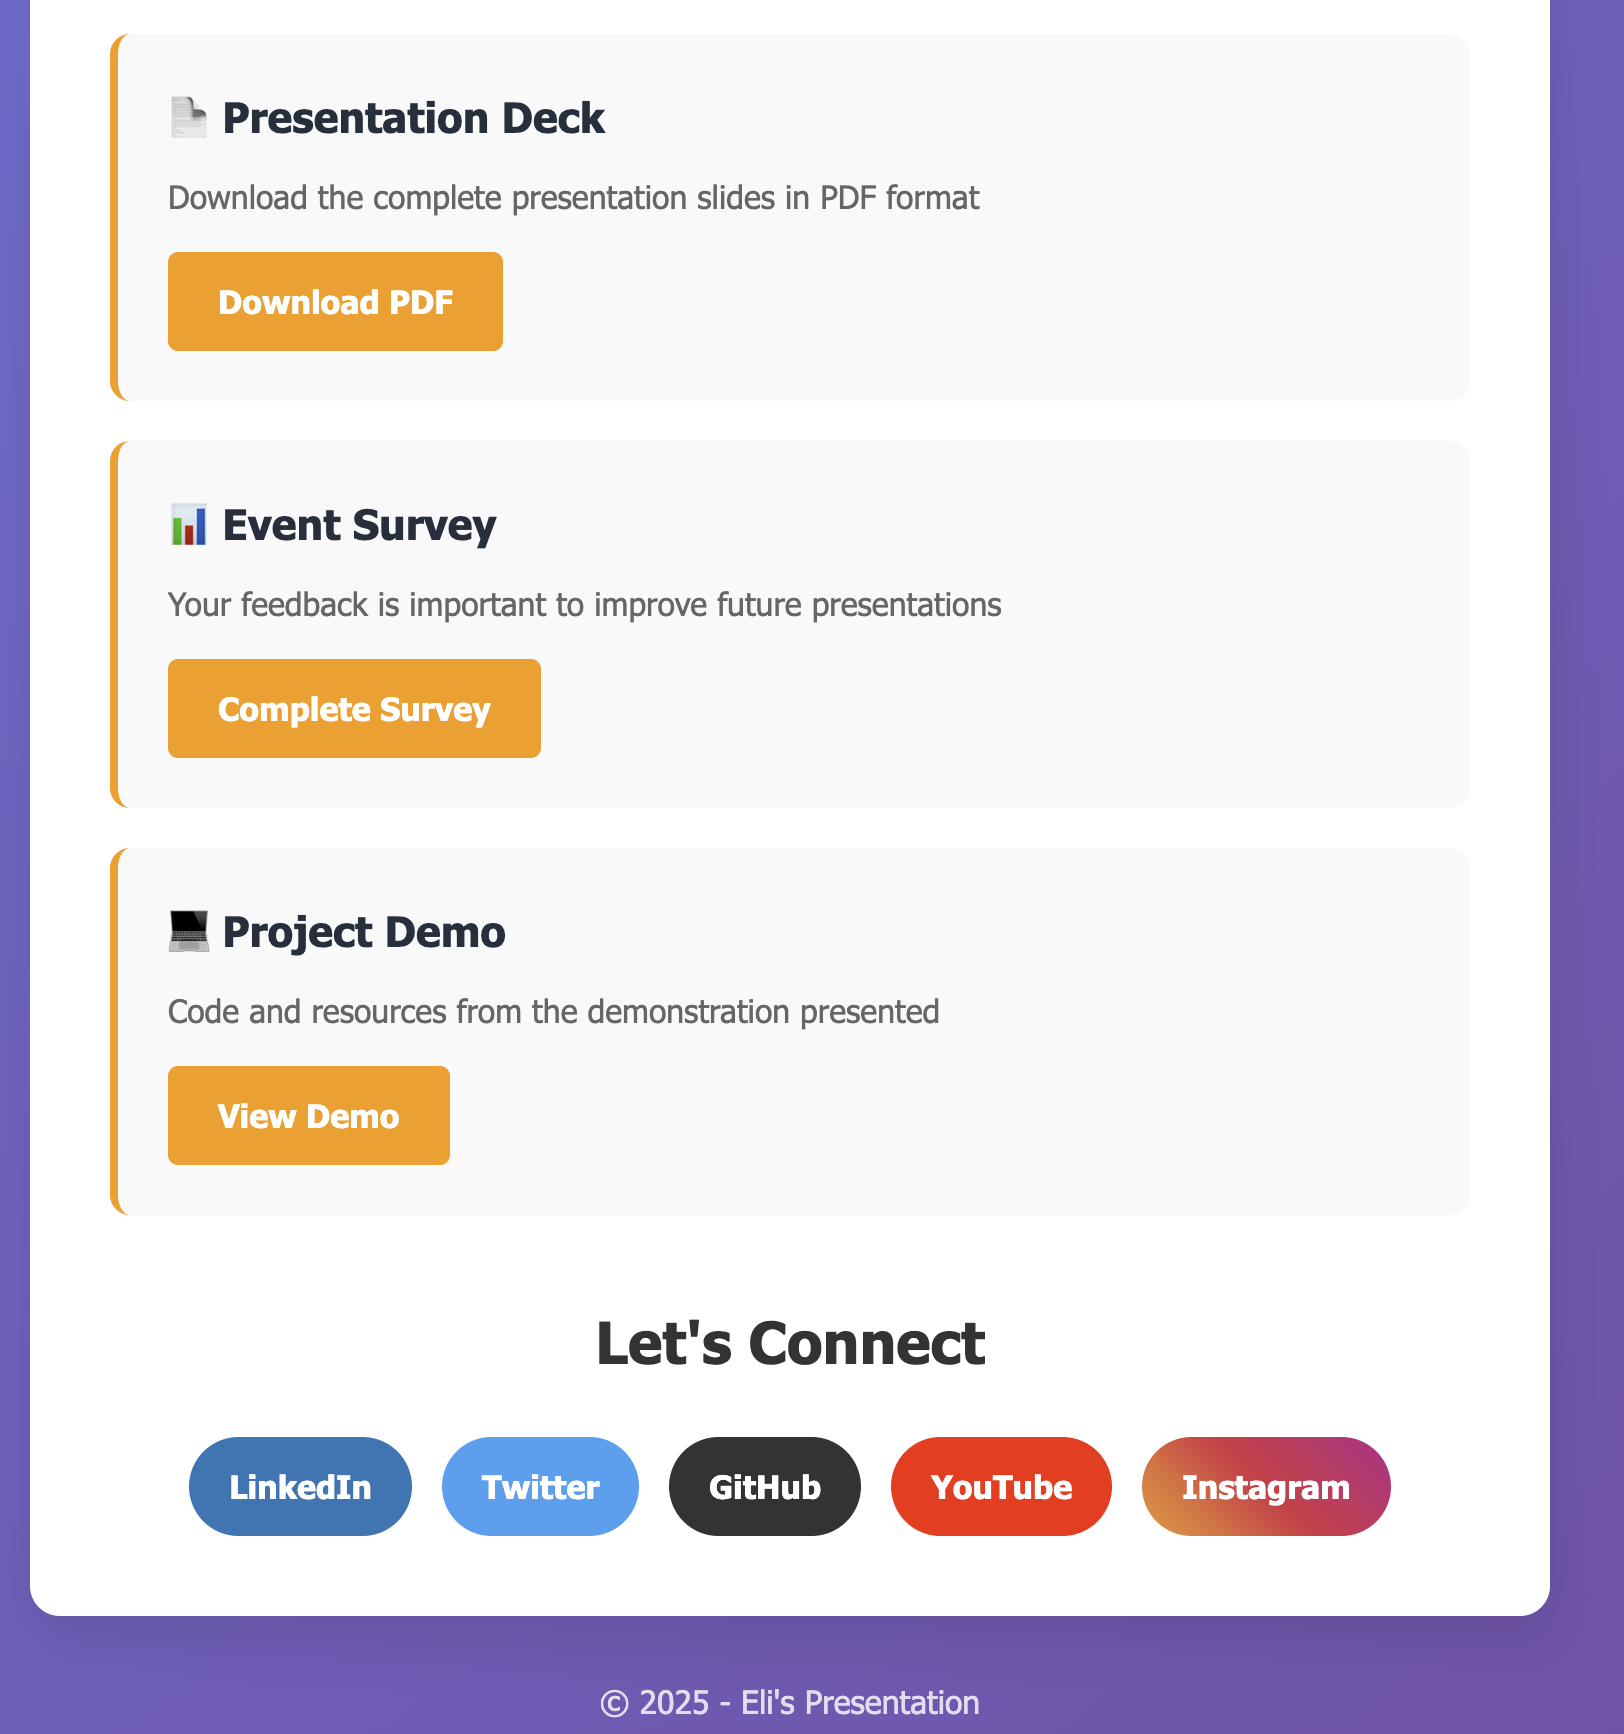 Presentation Deck
Download the complete presentation slides in PDF format
Download PDF
Event Survey
Your feedback is important to improve future presentations
Complete Survey
Project Demo
Code and resources from the demonstration presented
View Demo
Let's Connect
LinkedIn Twitter GitHub YouTube Instagram
© 2025 - Eli's Presentation